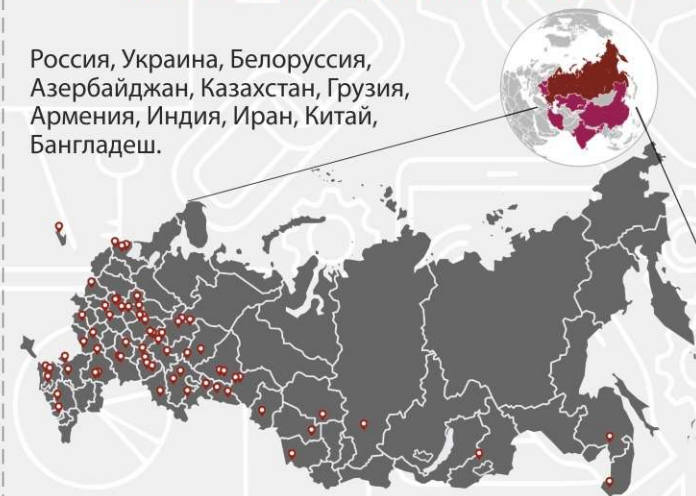 Россия, Украина, Белоруссия,
Азербайджан, Казахстан, Грузия,
Армения, Индия, Иран, Китай,
Бангладеш.